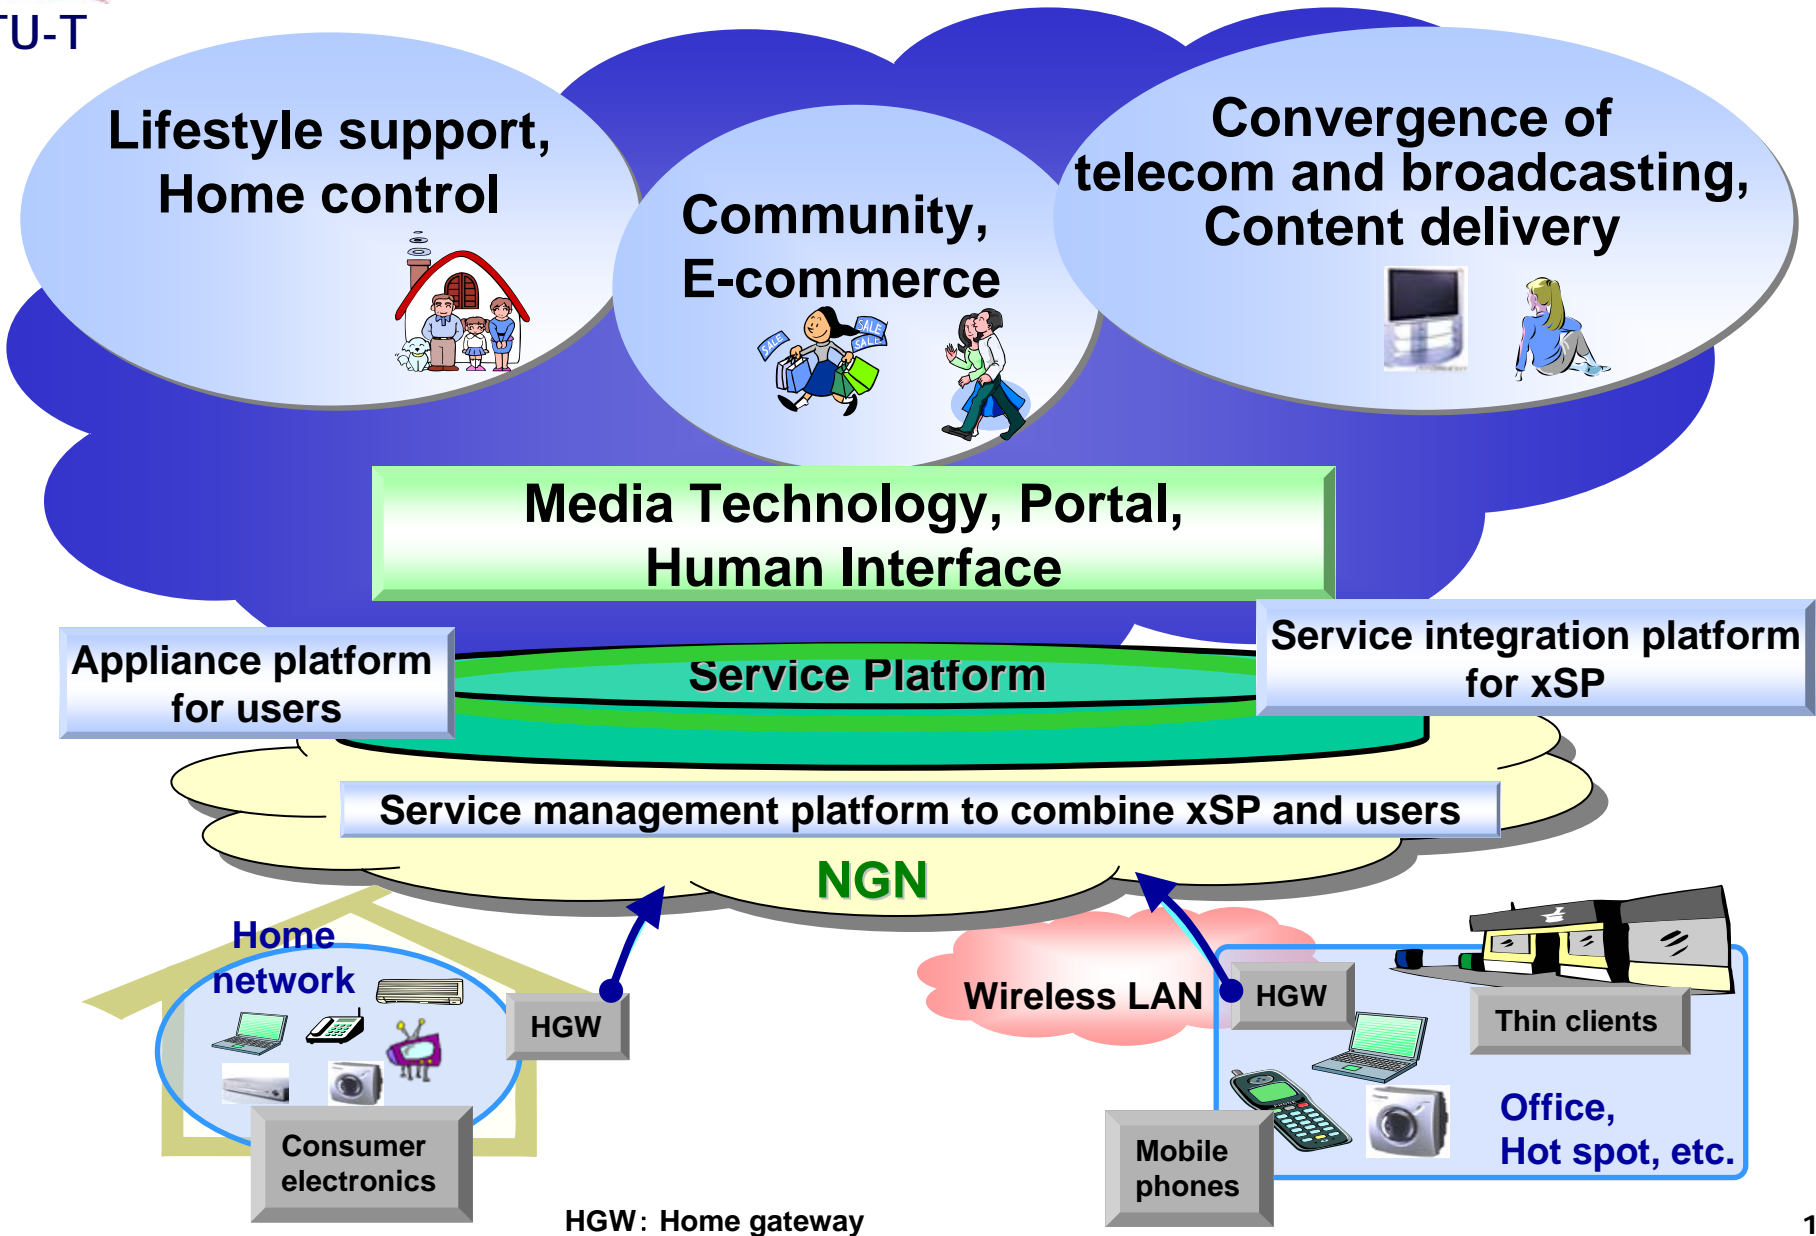 TU-T
Lifestyle support,
Home control
Community,
E-commerce
Convergence of
telecom and broadcasting,
Content delivery
SALE
SALE
SALE
Media Technology, Portal,
Human Interface
Appliance platform
for users
Service Platform
Service integration platform
for xSP
Service management platform to combine xSP and users
NGN
Home
network
HGW
Consumer
electronics
Wireless LAN
HGW
Thin clients
Mobile
phones
Office,
Hot spot, etc.
HGW: Home gateway
1